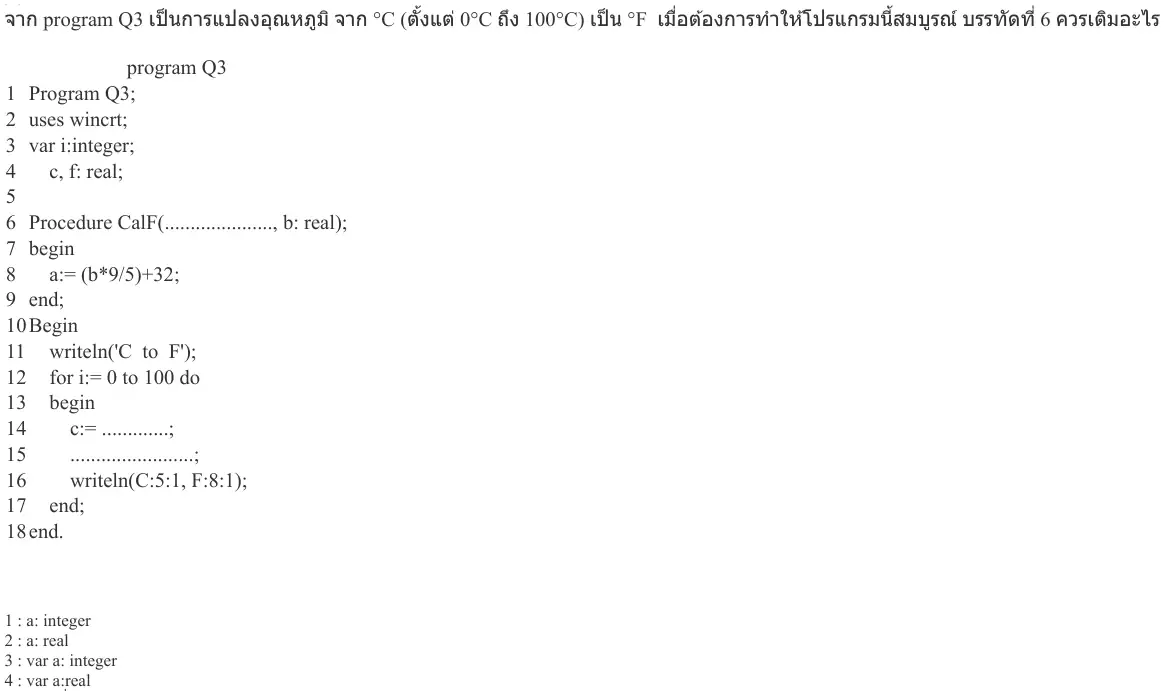 จาก program Q3 เป็นการแปลงอุณหภูมิ จาก °C (ตั้งแต่ 0°C ถึง 100°C) เป็น °F เมื่อต้องการทำให้โปรแกรมนี้สมบูรณ์ บรรทัดที่ 6 ควรเติมอะไร
program Q3
1 Program Q3;
2 uses wincrt;
3 var i:integer;
4 c, f: real;
5
6 Procedure CalF(....................., b: real);
7 begin
8 a:= (b*9/5)+32;
9 end;
10 Begin
11 writeln('C to F');
12 for i:= 0 to 100 do
13 begin
14 c:= .............;
15 ........................;
16 writeln(C:5:1, F:8:1);
17 end;
18 end.
1 : a: integer
2 : a: real
3 : var a: integer
4 : var a:real